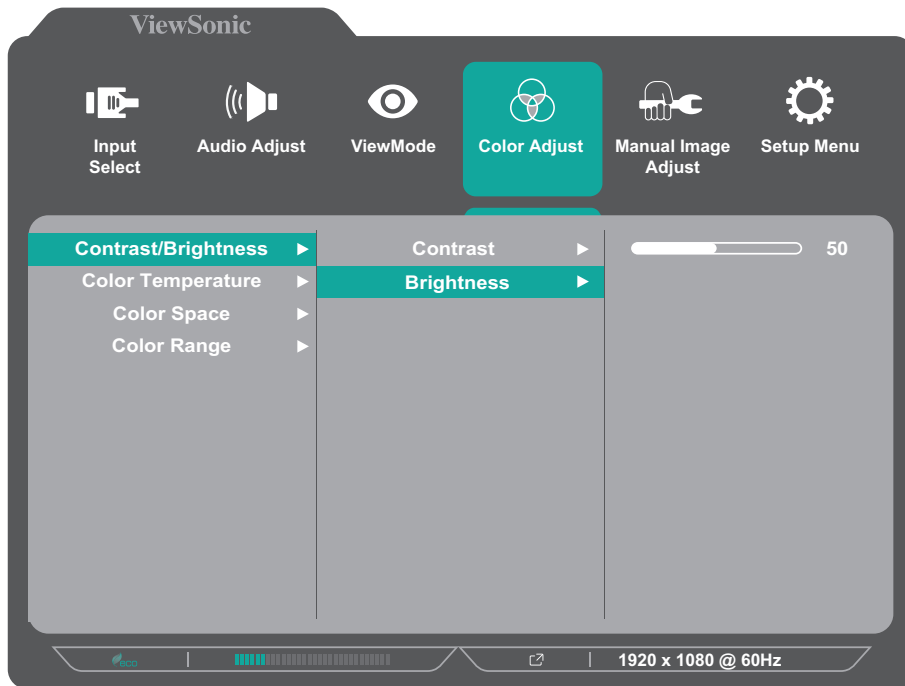 ViewSonic
Input
Select
Audio Adjust
ViewMode
Color Adjust
Manual Image
Adjust
Setup Menu
Contrast/Brightness
Color Temperature
Color Space
Color Range
Contrast
Brightness
50
eco
1920 x 1080 @ 60Hz